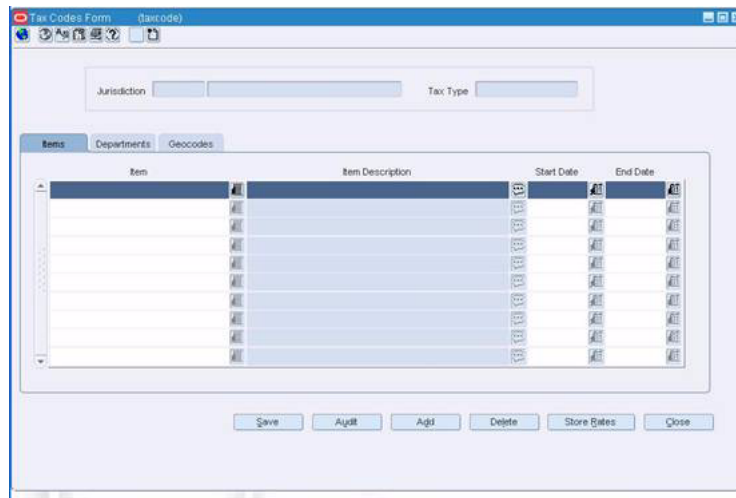 Tax Codes Form (taxcode)
Jurisdiction Tax Type
Items Departments Geocodes
Item Item Description Start Date End Date
Save Audit Add Delete Store Rates Close